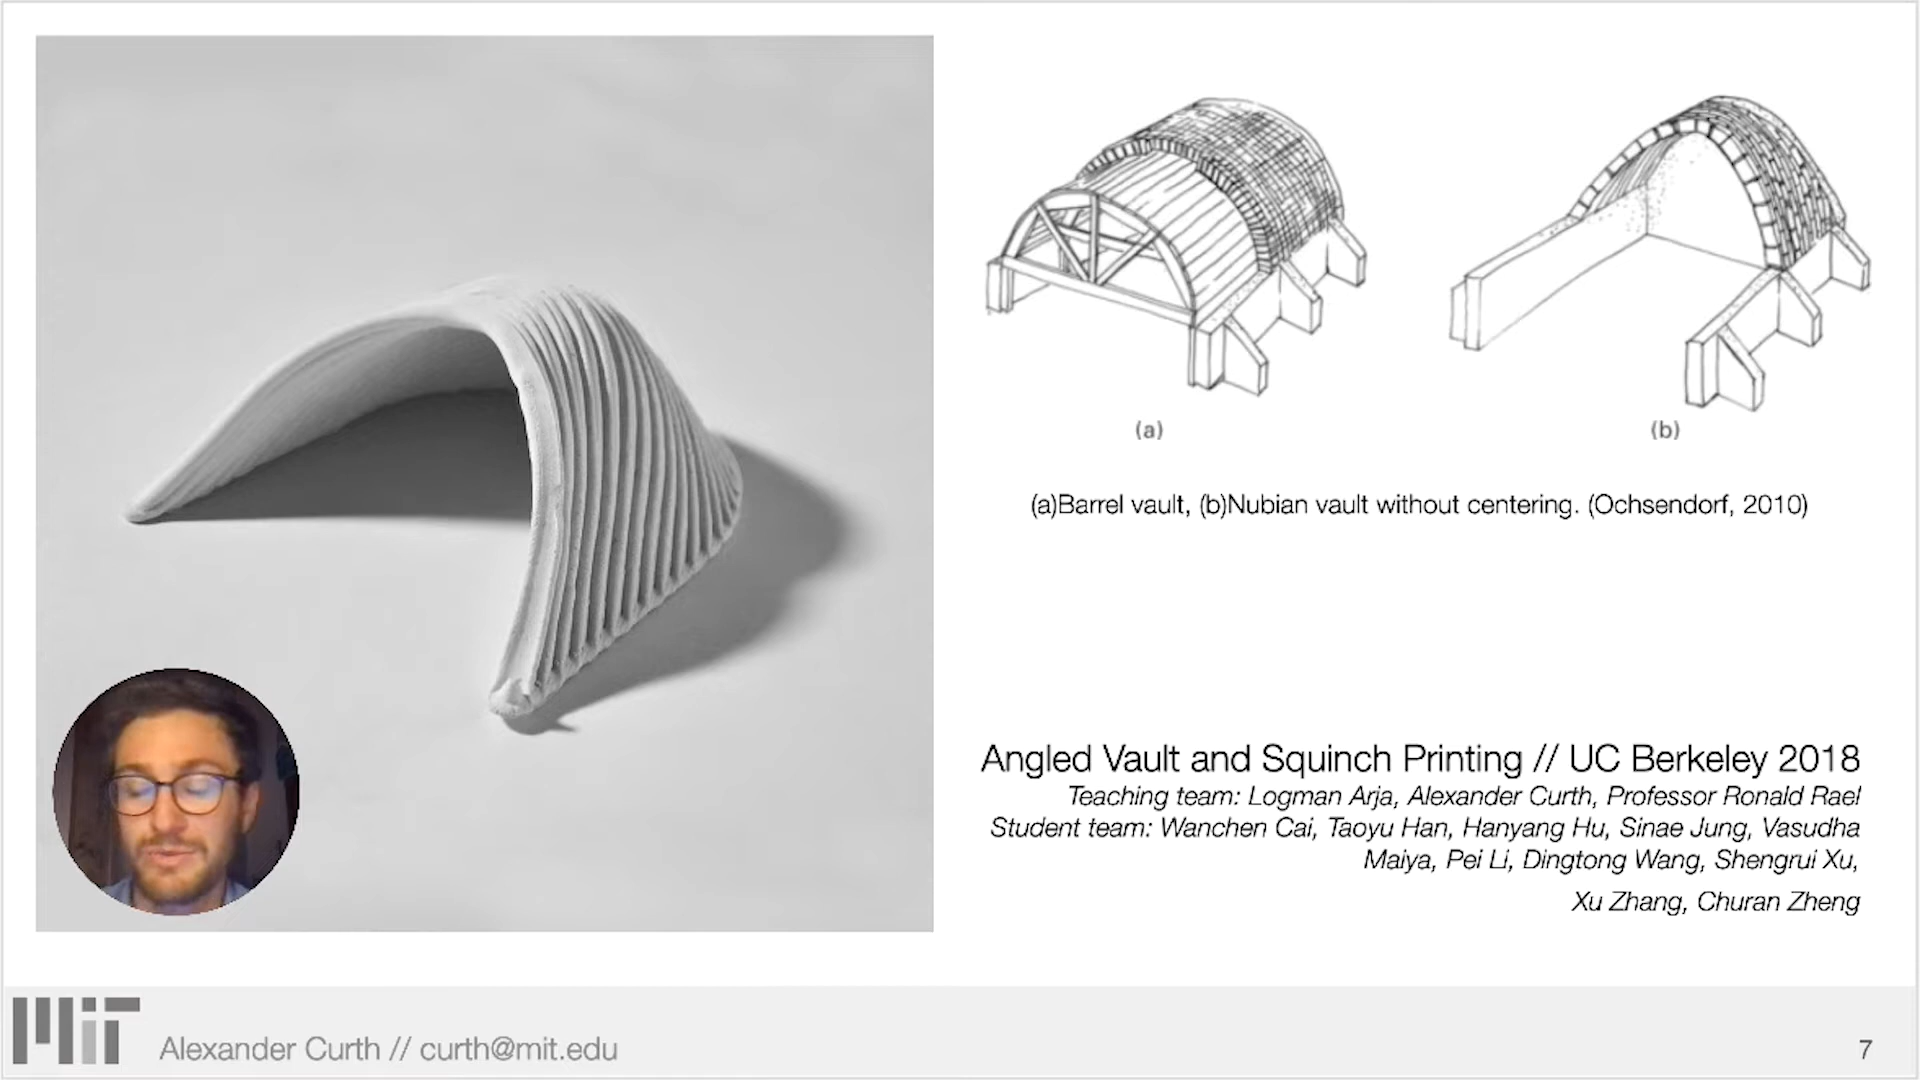 (a)
(b)
(a)Barrel vault, (b)Nubian vault without centering. (Ochsendorf, 2010)
Angled Vault and Squinch Printing // UC Berkeley 2018
Teaching team: Logman Arja, Alexander Curth, Professor Ronald Rael
Student team: Wanchen Cai, Taoyu Han, Hanyang Hu, Sinae Jung, Vasudha
Maiya, Pei Li, Dingtong Wang, Shengrui Xu,
Xu Zhang, Churan Zheng
MIT
Alexander Curth // curth@mit.edu
7